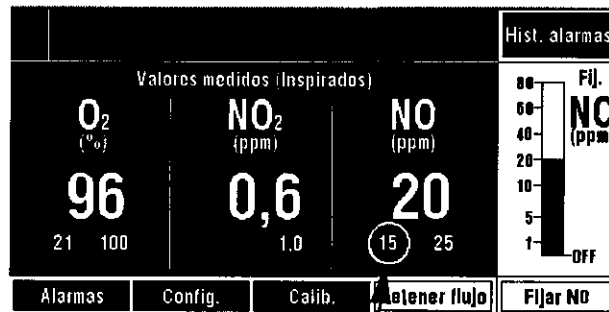 Hist. alarmas
Valores medidos (Inspirados)
O2 NO2 NO
(%) (ppm) (ppm)
96 0,6 20
21 100 1.0 15 25
Fij.
NO
(ppm)
80
60
40
20
10
5
1
OFF
Alarmas Config. Calib. Detener flujo Fijar NO